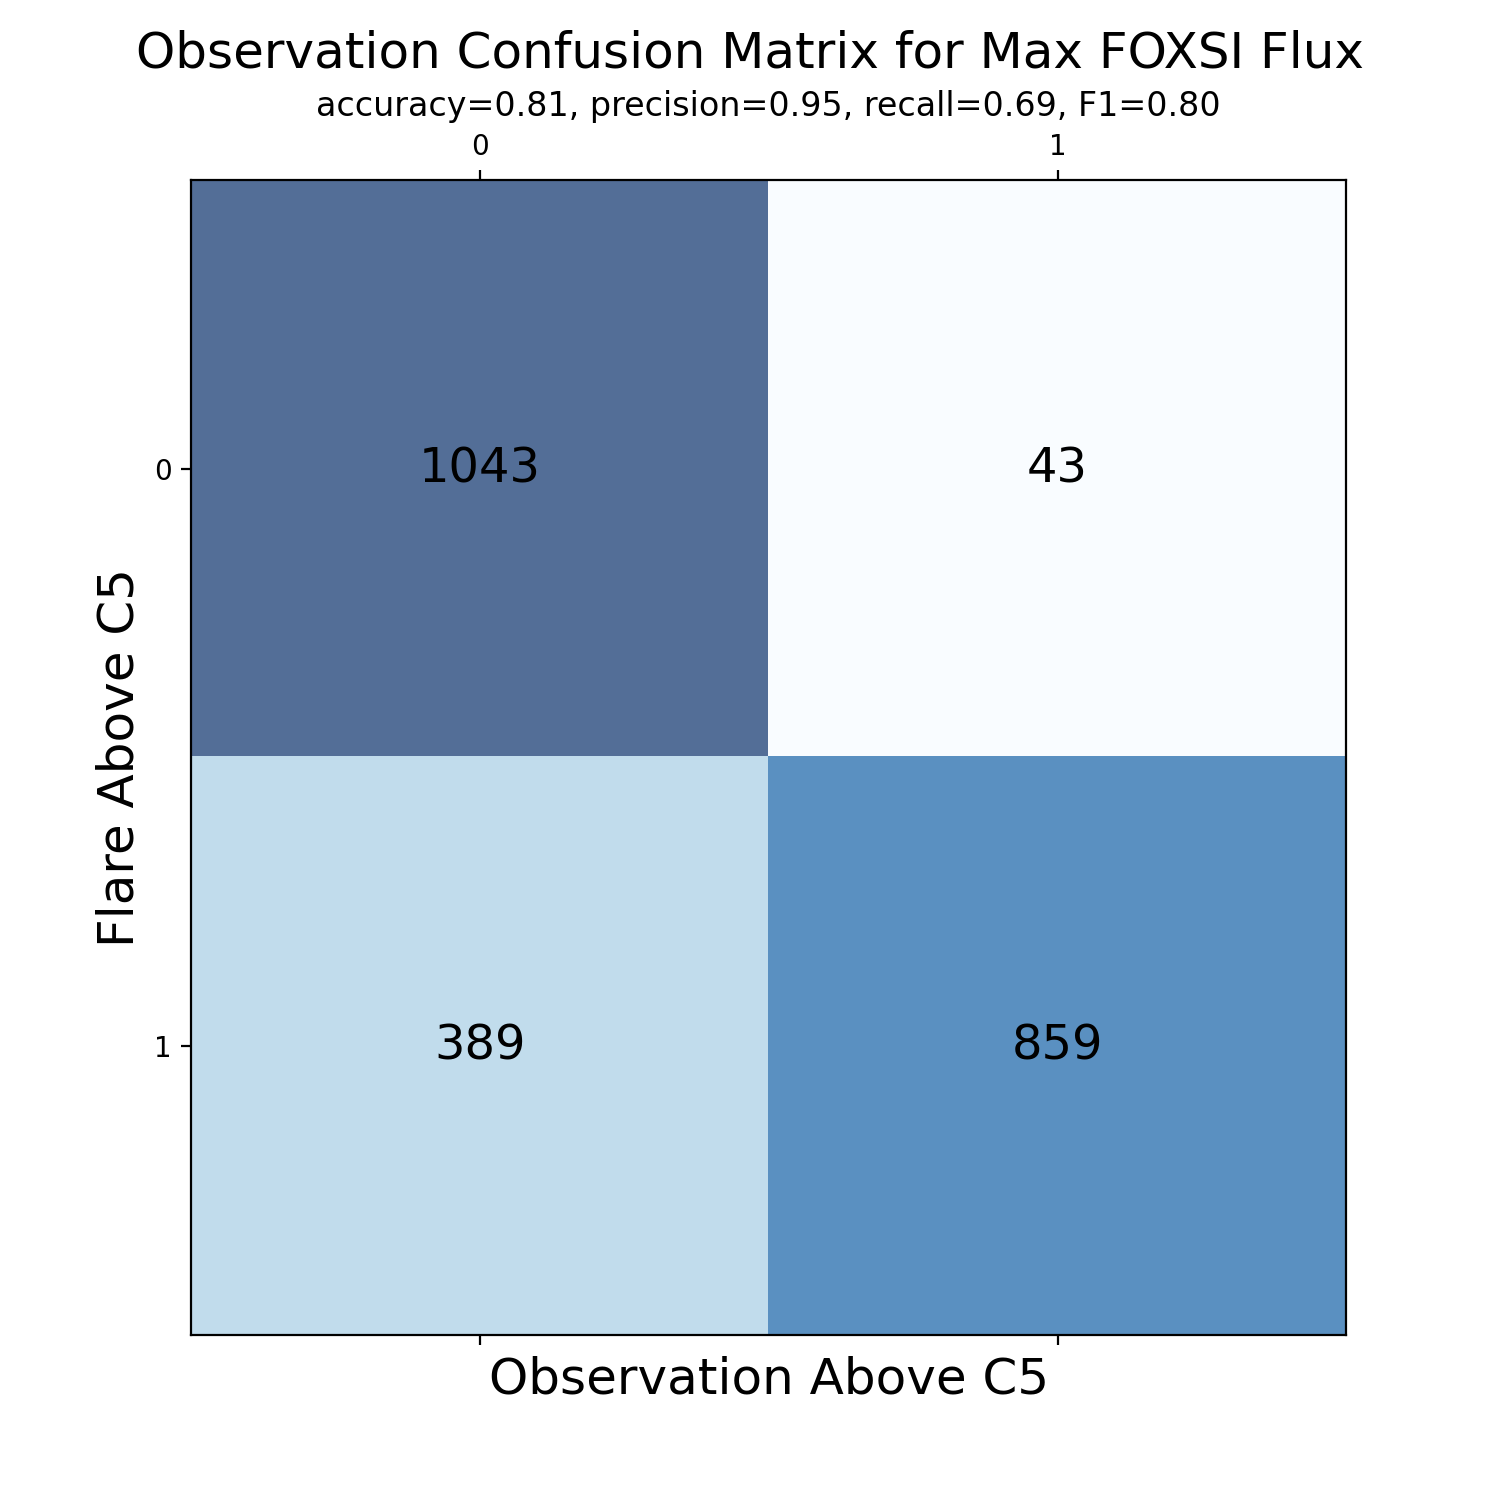 Observation Confusion Matrix for Max FOXSI Flux
accuracy=0.81, precision=0.95, recall=0.69, F1=0.80
0 1
0
1043 43
Flare Above C5
1
389 859
Observation Above C5